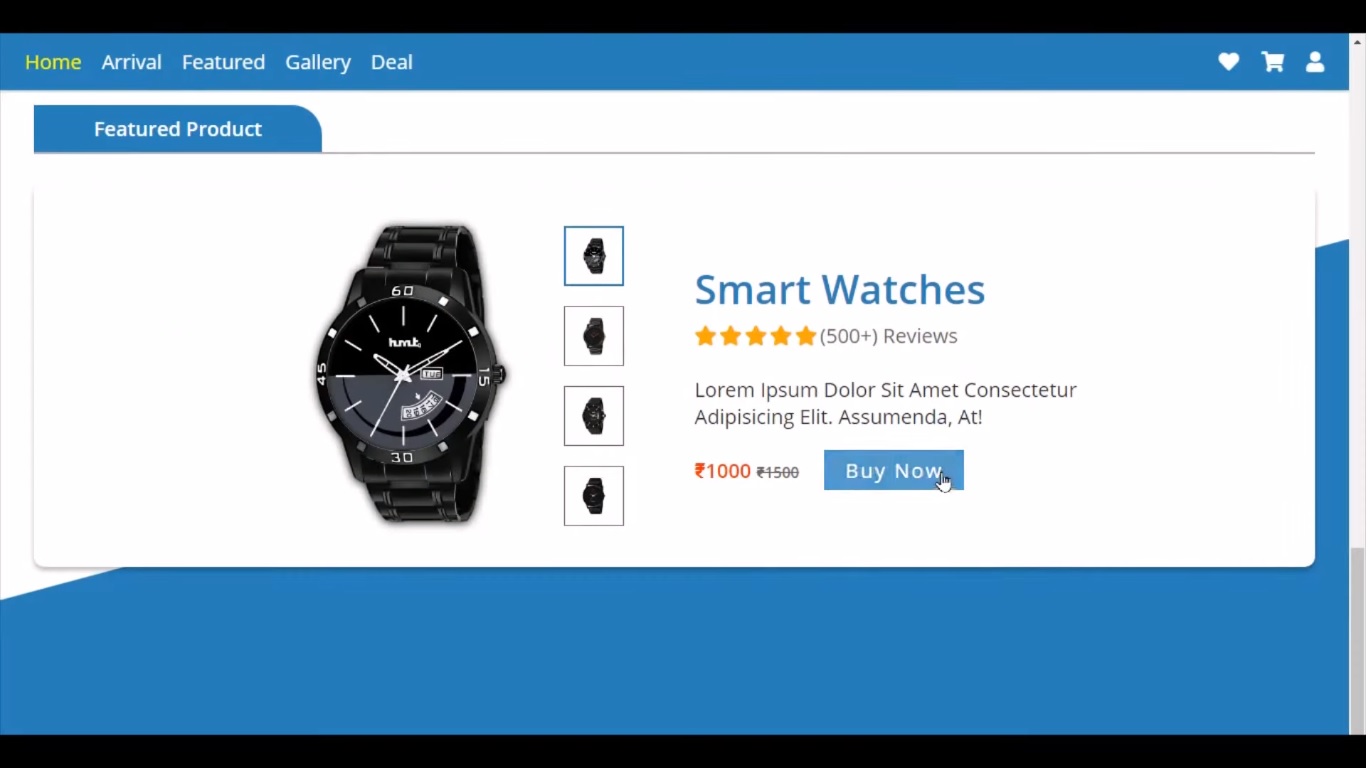 Home Arrival Featured Gallery Deal
Featured Product
60
hmt
TUE
45
15
30
Smart Watches
(500+) Reviews
Lorem Ipsum Dolor Sit Amet Consectetur
Adipisicing Elit. Assumenda, At!
₹1000 ₹1500 Buy Now